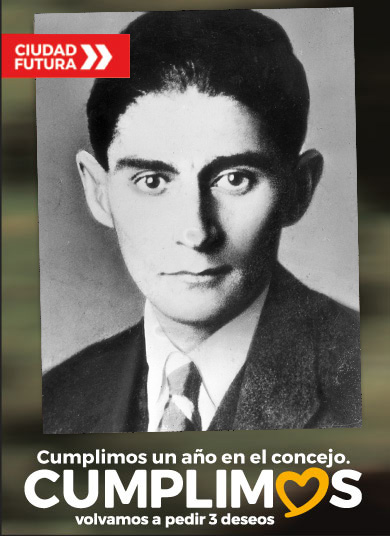 CIUDAD
FUTURA
Cumplimos un año en el concejo.
CUMPLIMOS
volvamos a pedir 3 deseos